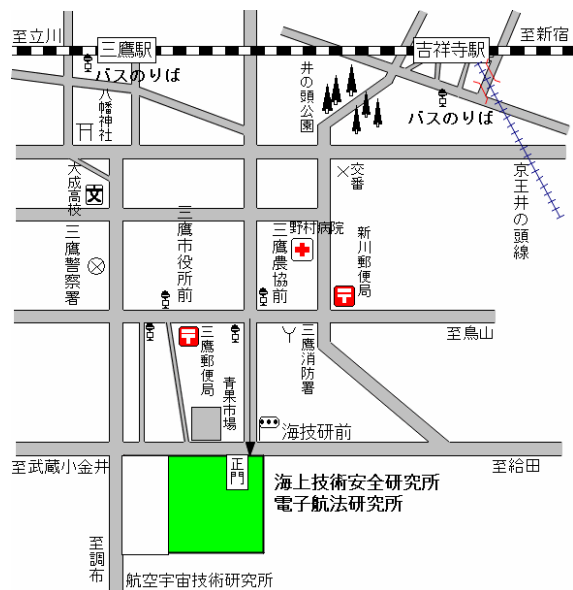 至立川
三鷹駅
吉祥寺駅
至新宿
バスのりば
八幡神社
井の頭公園
バスのりば
大成高校
文
交番
京王井の頭線
三鷹警察署
三鷹市役所前
三鷹農協前
野村病院
新川郵便局
至烏山
三鷹郵便局
三鷹消防署
青果市場
海技研前
至武蔵小金井
正門
至給田
海上技術安全研究所
電子航法研究所
至調布
航空宇宙技術研究所